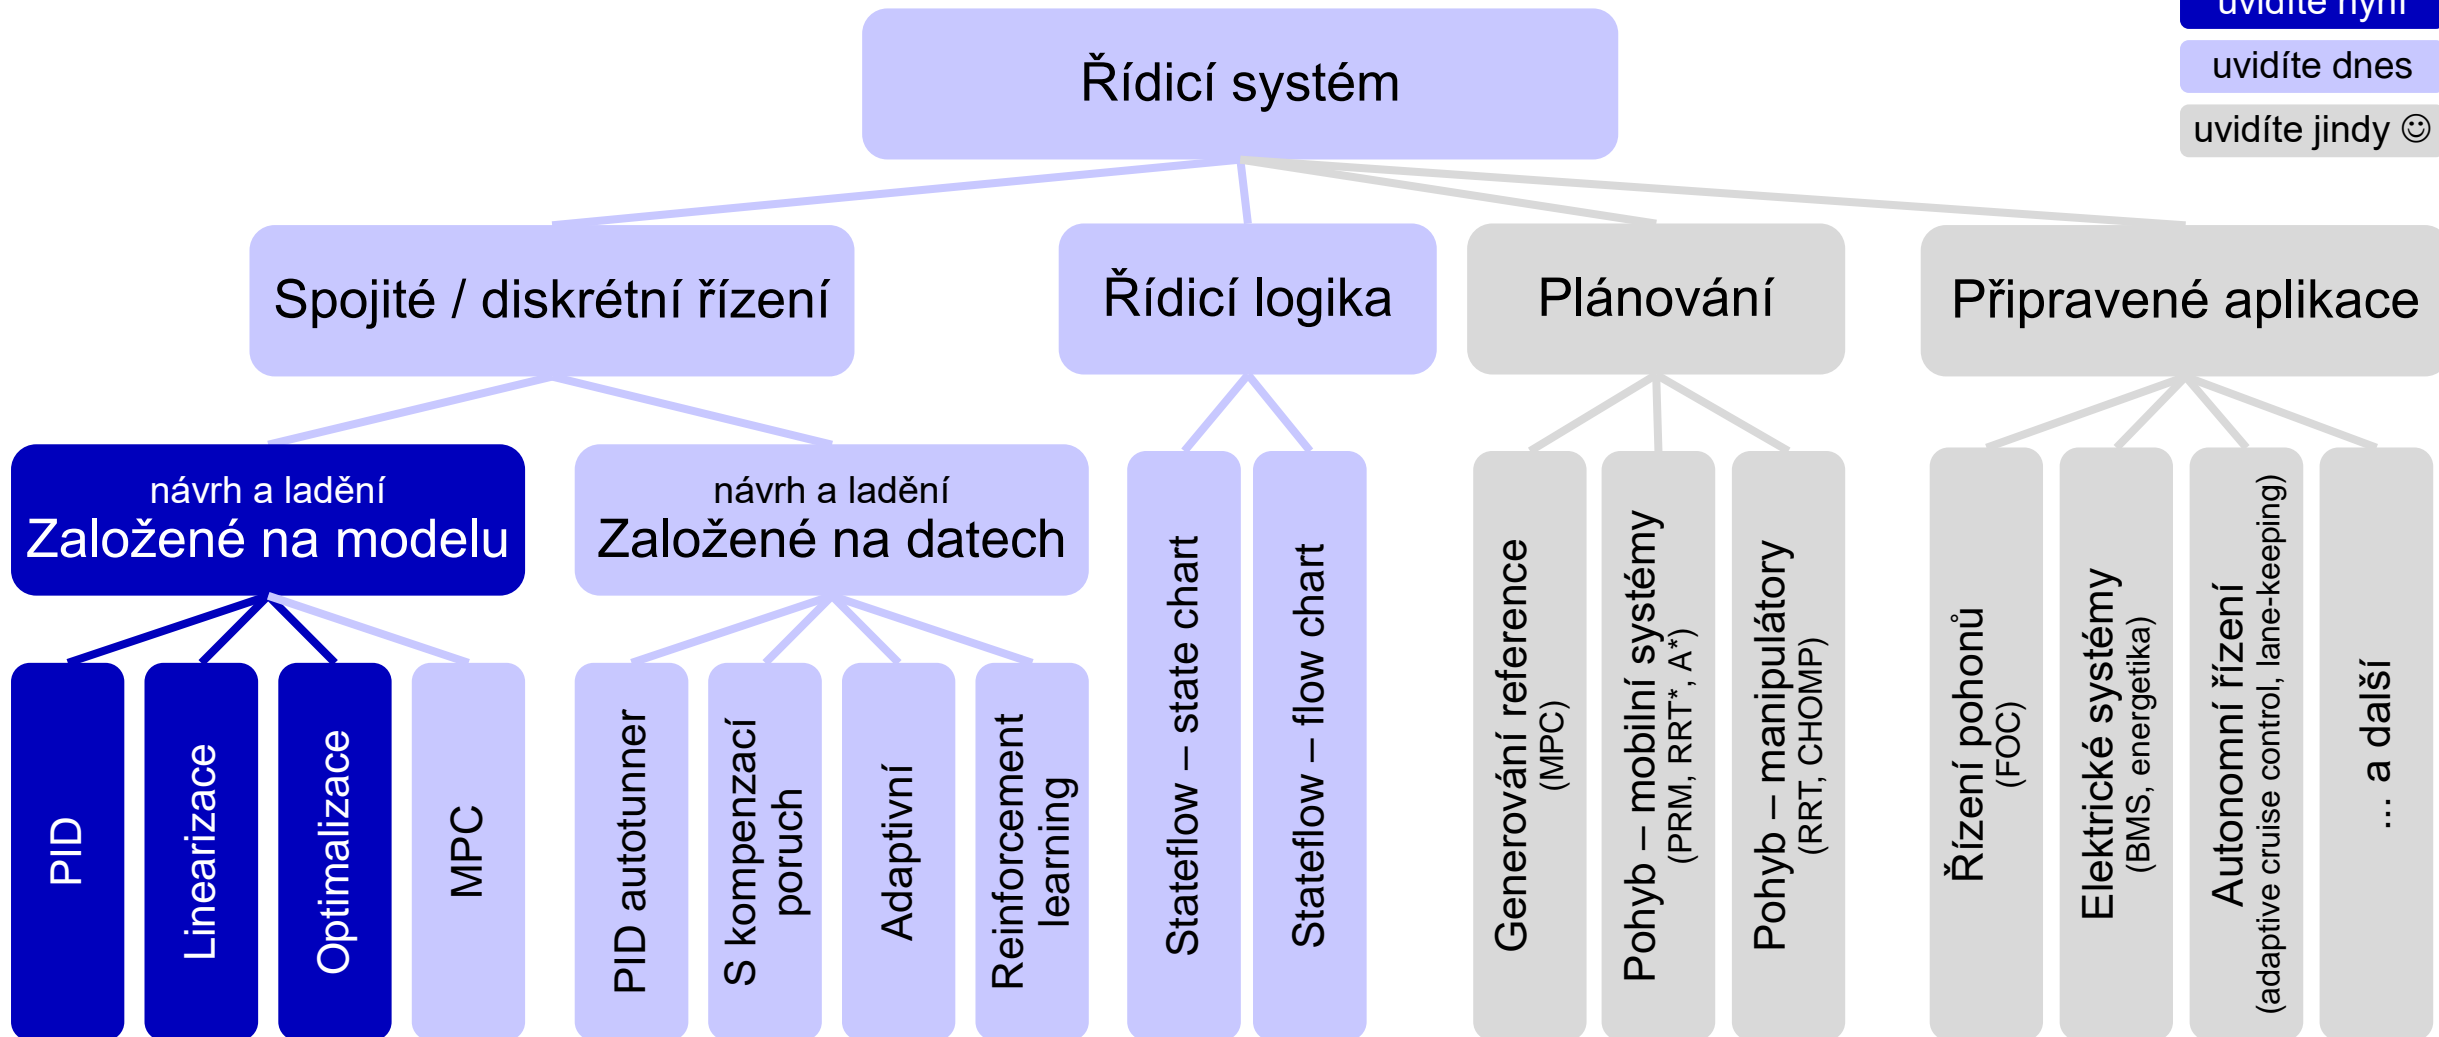 uvidíte nyní
Řídicí systém
uvidíte dnes
uvidíte jindy ☺
Spojité / diskrétní řízení
Řídicí logika
Plánování
Připravené aplikace
návrh a ladění
Založené na modelu
návrh a ladění
Založené na datech
PID
Linearizace
Optimalizace
MPC
PID autotunner
S kompenzací
poruch
Adaptivní
Reinforcement
learning
Stateflow – state chart
Stateflow – flow chart
Generování reference
(MPC)
Pohyb – mobilní systémy
(PRM, RRT*, A*)
Pohyb – manipulátory
(RRT, CHOMP)
Řízení pohonů
(FOC)
Elektrické systémy
(BMS, energetika)
Autonomní řízení
(adaptive cruise control, lane-keeping)
... a další